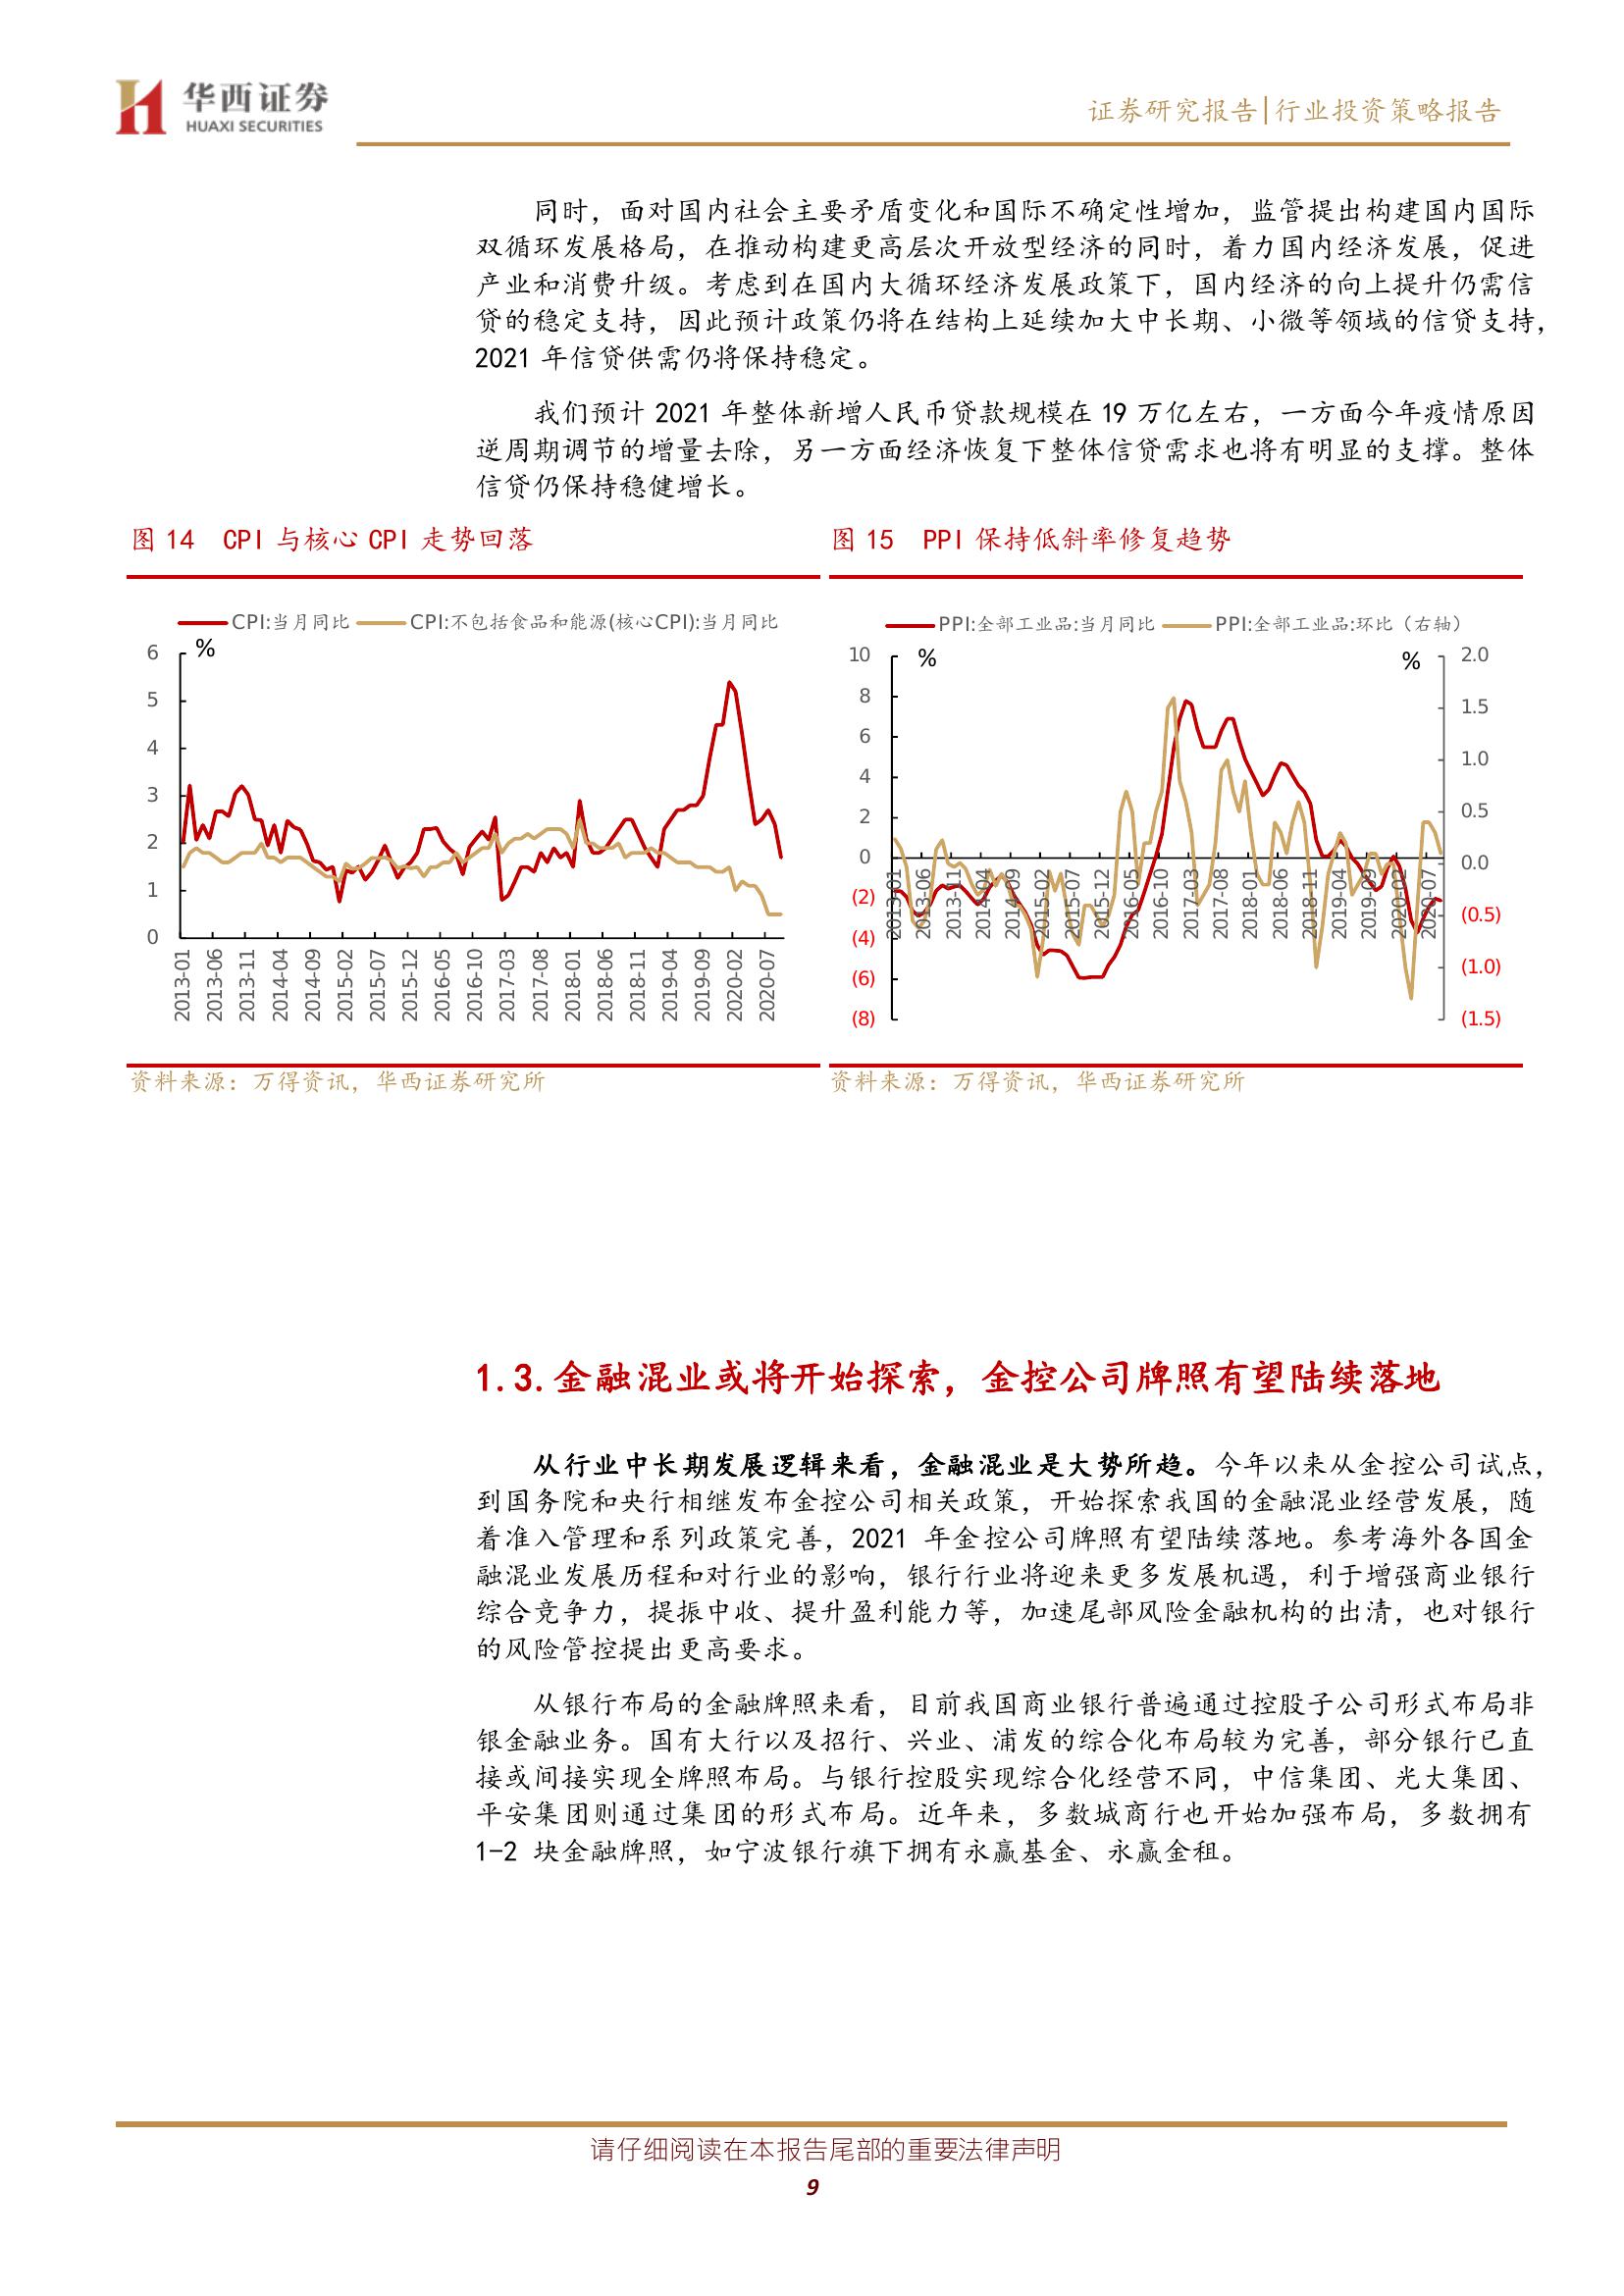 华西证券
HUAXI SECURITIES
证券研究报告|行业投资策略报告
同时，面对国内社会主要矛盾变化和国际不确定性增加，监管提出构建国内国际
双循环发展格局，在推动构建更高层次开放型经济的同时，着力国内经济发展，促进
产业和消费升级。考虑到在国内大循环经济发展政策下，国内经济的向上提升仍需信
贷的稳定支持，因此预计政策仍将在结构上延续加大中长期、小微等领域的信贷支持，
2021 年信贷供需仍将保持稳定。
我们预计 2021 年整体新增人民币贷款规模在 19 万亿左右，一方面今年疫情原因
逆周期调节的增量去除，另一方面经济恢复下整体信贷需求也将有明显的支撑。整体
信贷仍保持稳健增长。
图 14 CPI 与核心 CPI 走势回落
CPI:当月同比 CPI:不包括食品和能源(核心CPI):当月同比
%
6
5
4
3
2
1
0
2013-01 2013-06 2013-11 2014-04 2014-09 2015-02 2015-07 2015-12 2016-05 2016-10 2017-03 2017-08 2018-01 2018-06 2018-11 2019-04 2019-09 2020-02 2020-07
资料来源：万得资讯，华西证券研究所
图 15 PPI 保持低斜率修复趋势
PPI:全部工业品:当月同比 PPI:全部工业品:环比（右轴）
% %
10 2.0
8 1.5
6 1.0
4 0.5
2 0.0
0 (0.5)
(2) (1.0)
(4) (1.5)
(6)
(8)
2013-01 2013-06 2013-11 2014-04 2014-09 2015-02 2015-07 2015-12 2016-05 2016-10 2017-03 2017-08 2018-01 2018-06 2018-11 2019-04 2019-09 2020-02 2020-07
资料来源：万得资讯，华西证券研究所
1.3.金融混业或将开始探索，金控公司牌照有望陆续落地
从行业中长期发展逻辑来看，金融混业是大势所趋。今年以来从金控公司试点，
到国务院和央行相继发布金控公司相关政策，开始探索我国的金融混业经营发展，随
着准入管理和系列政策完善，2021 年金控公司牌照有望陆续落地。参考海外各国金
融混业发展历程和对行业的影响，银行行业将迎来更多发展机遇，利于增强商业银行
综合竞争力，提振中收、提升盈利能力等，加速尾部风险金融机构的出清，也对银行
的风险管控提出更高要求。
从银行布局的金融牌照来看，目前我国商业银行普遍通过控股子公司形式布局非
银金融业务。国有大行以及招行、兴业、浦发的综合化布局较为完善，部分银行已直
接或间接实现全牌照布局。与银行控股实现综合化经营不同，中信集团、光大集团、
平安集团则通过集团的形式布局。近年来，多数城商行也开始加强布局，多数拥有
1-2 块金融牌照，如宁波银行旗下拥有永赢基金、永赢金租。
请仔细阅读在本报告尾部的重要法律声明
9